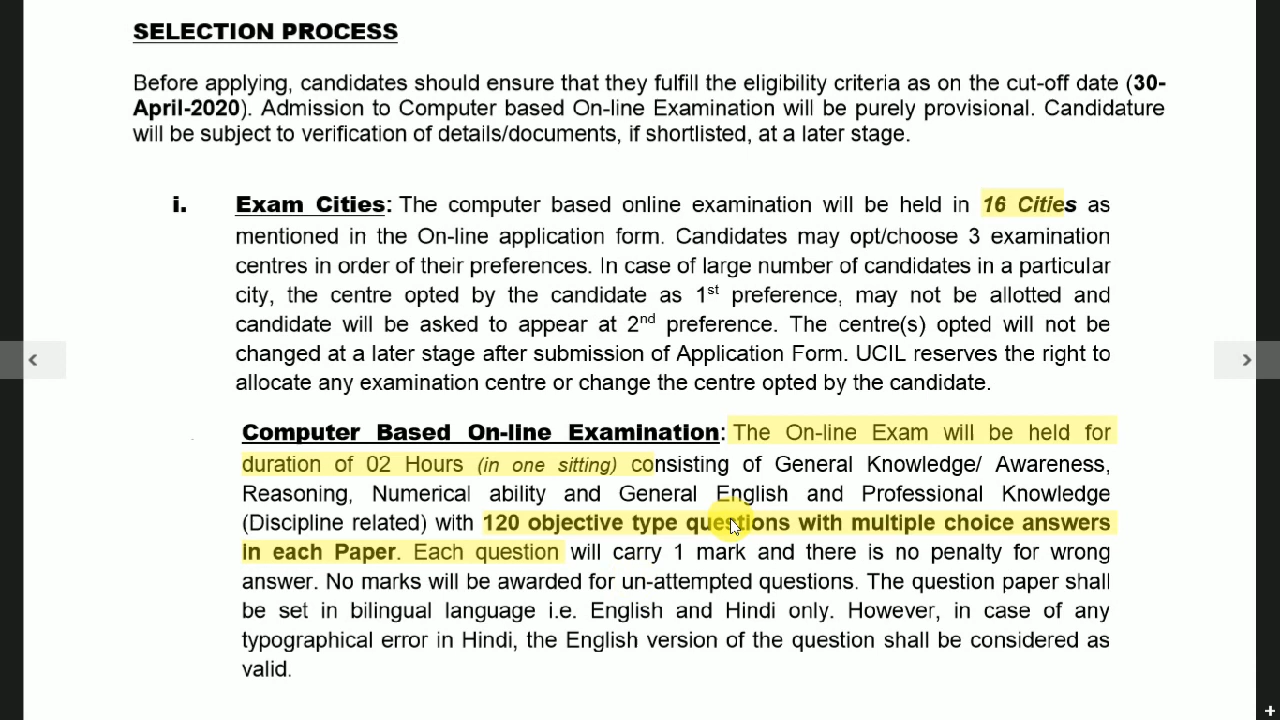 SELECTION PROCESS
Before applying, candidates should ensure that they fulfill the eligibility criteria as on the cut-off date (30-
April-2020). Admission to Computer based On-line Examination will be purely provisional. Candidature
will be subject to verification of details/documents, if shortlisted, at a later stage.
i. Exam Cities: The computer based online examination will be held in 16 Cities as
mentioned in the On-line application form. Candidates may opt/choose 3 examination
centres in order of their preferences. In case of large number of candidates in a particular
city, the centre opted by the candidate as 1st preference, may not be allotted and
candidate will be asked to appear at 2nd preference. The centre(s) opted will not be
changed at a later stage after submission of Application Form. UCIL reserves the right to
allocate any examination centre or change the centre opted by the candidate.
Computer Based On-line Examination: The On-line Exam will be held for
duration of 02 Hours (in one sitting) consisting of General Knowledge/ Awareness,
Reasoning, Numerical ability and General English and Professional Knowledge
(Discipline related) with 120 objective type questions with multiple choice answers
in each Paper. Each question will carry 1 mark and there is no penalty for wrong
answer. No marks will be awarded for un-attempted questions. The question paper shall
be set in bilingual language i.e. English and Hindi only. However, in case of any
typographical error in Hindi, the English version of the question shall be considered as
valid.